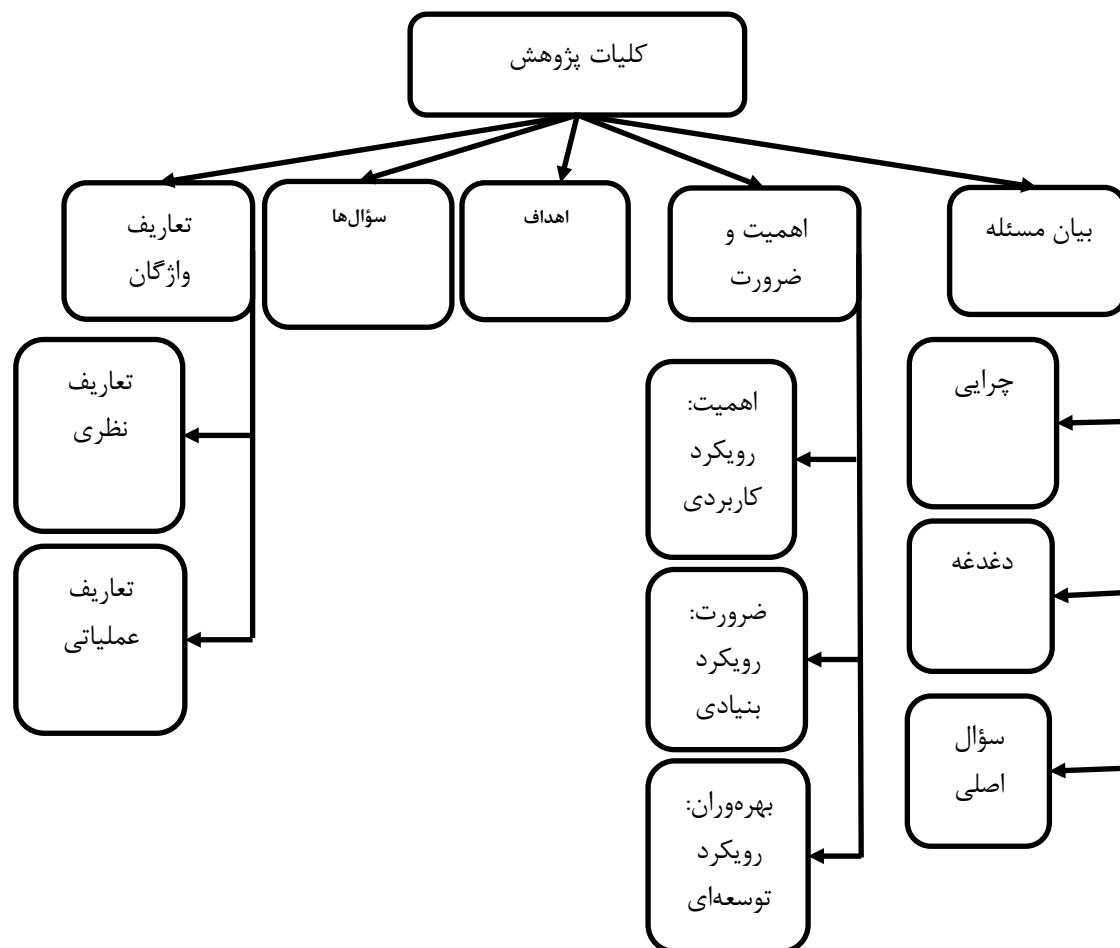 کلیات پژوهش
بیان مسئله
اهمیت و
ضرورت
اهداف
سؤال‌ها
تعاریف
واژگان
چرایی
دغدغه
سؤال
اصلی
اهمیت:
رویکرد
کاربردی
ضرورت:
رویکرد
بنیادی
بهره‌وران:
رویکرد
توسعه‌ای
تعاریف
نظری
تعاریف
عملیاتی